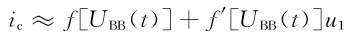 i_c ≈ f[U_BB(t)] + f′[U_BB(t)]u_1